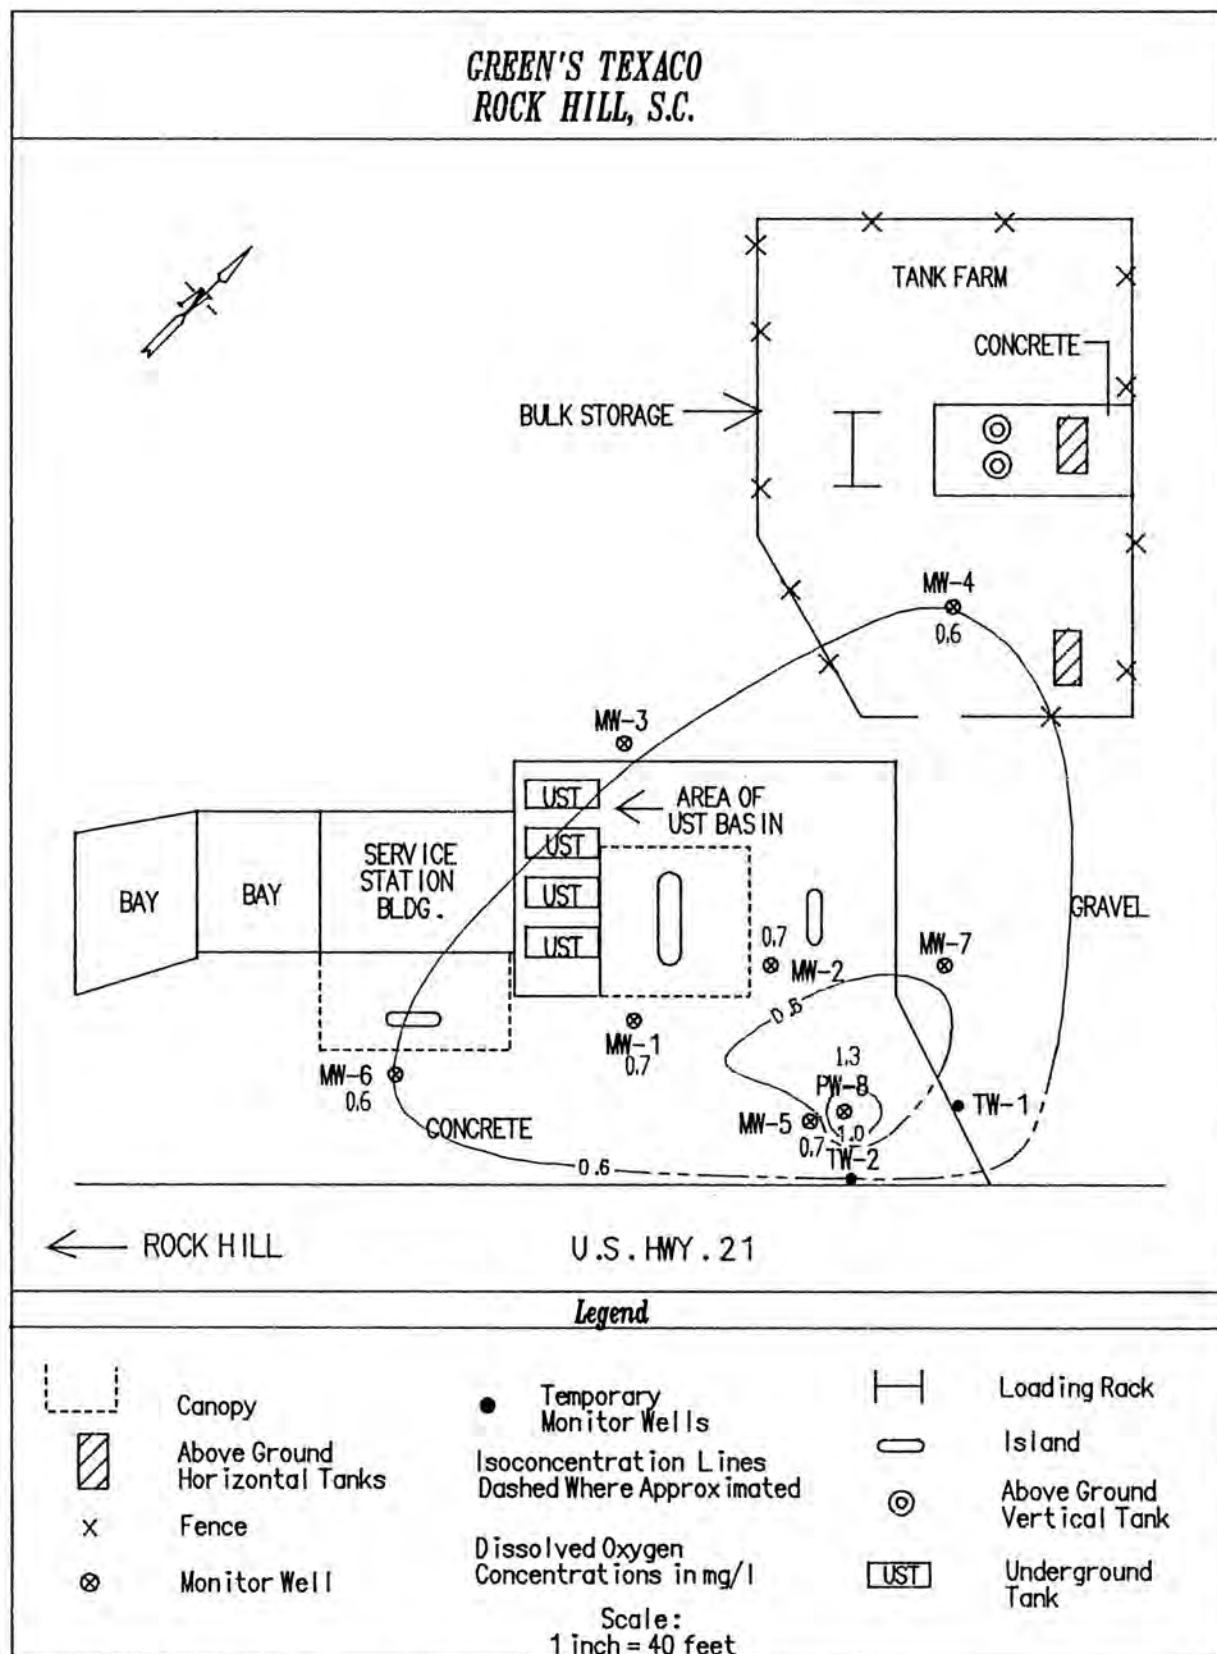 GREEN'S TEXACO
ROCK HILL, S.C.
TANK FARM
CONCRETE
BULK STORAGE
MW-4
0.6
MW-3
UST
AREA OF
UST BASIN
UST
SERVICE
STATION
BLDG.
UST
BAY
BAY
UST
GRAVEL
0.7
MW-2
MW-7
MW-1
0.7
MW-6
0.6
1.3
PW-8
MW-5
0.7
1.0
TW-1
CONCRETE
TW-2
0.6
ROCK HILL
U.S. HWY. 21
Legend
Canopy
Above Ground
Horizontal Tanks
Fence
Monitor Well
Temporary
Monitor Wells
Isoconcentration Lines
Dashed Where Approximated
Dissolved Oxygen
Concentrations in mg/l
Scale:
1 inch = 40 feet
Loading Rack
Island
Above Ground
Vertical Tank
UST
Underground
Tank